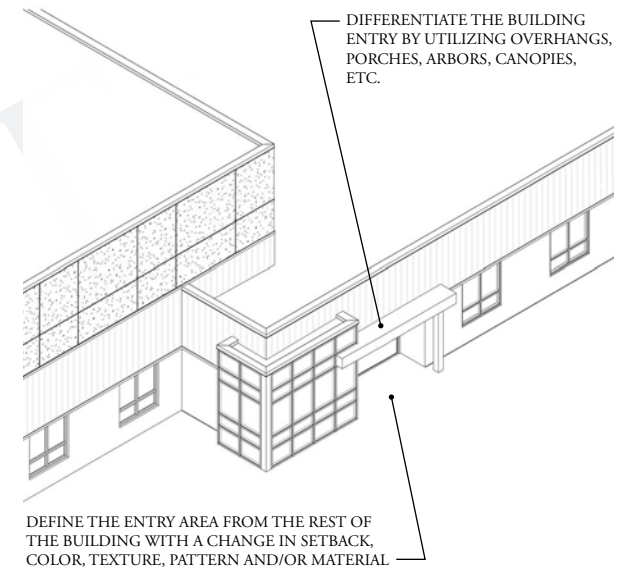 DIFFERENTIATE THE BUILDING
ENTRY BY UTILIZING OVERHANGS,
PORCHES, ARBORS, CANOPIES,
ETC.
DEFINE THE ENTRY AREA FROM THE REST OF
THE BUILDING WITH A CHANGE IN SETBACK,
COLOR, TEXTURE, PATTERN AND/OR MATERIAL